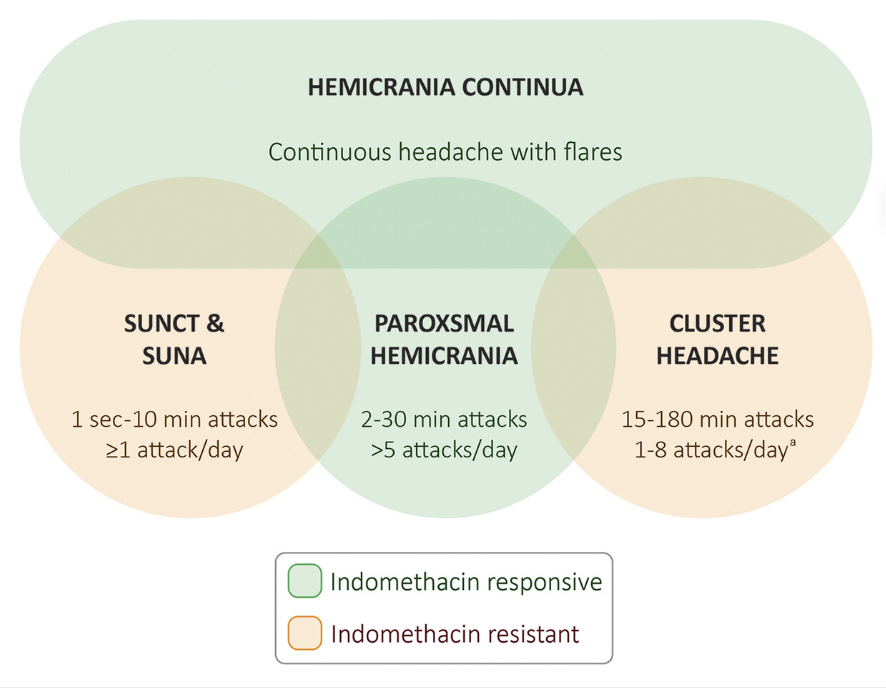 HEMICRANIA CONTINUA
Continuous headache with flares
SUNCT &
SUNA
1 sec-10 min attacks
≥1 attack/day
PAROXSMAL
HEMICRANIA
2-30 min attacks
>5 attacks/day
CLUSTER
HEADACHE
15-180 min attacks
1-8 attacks/dayª
Indomethacin responsive
Indomethacin resistant